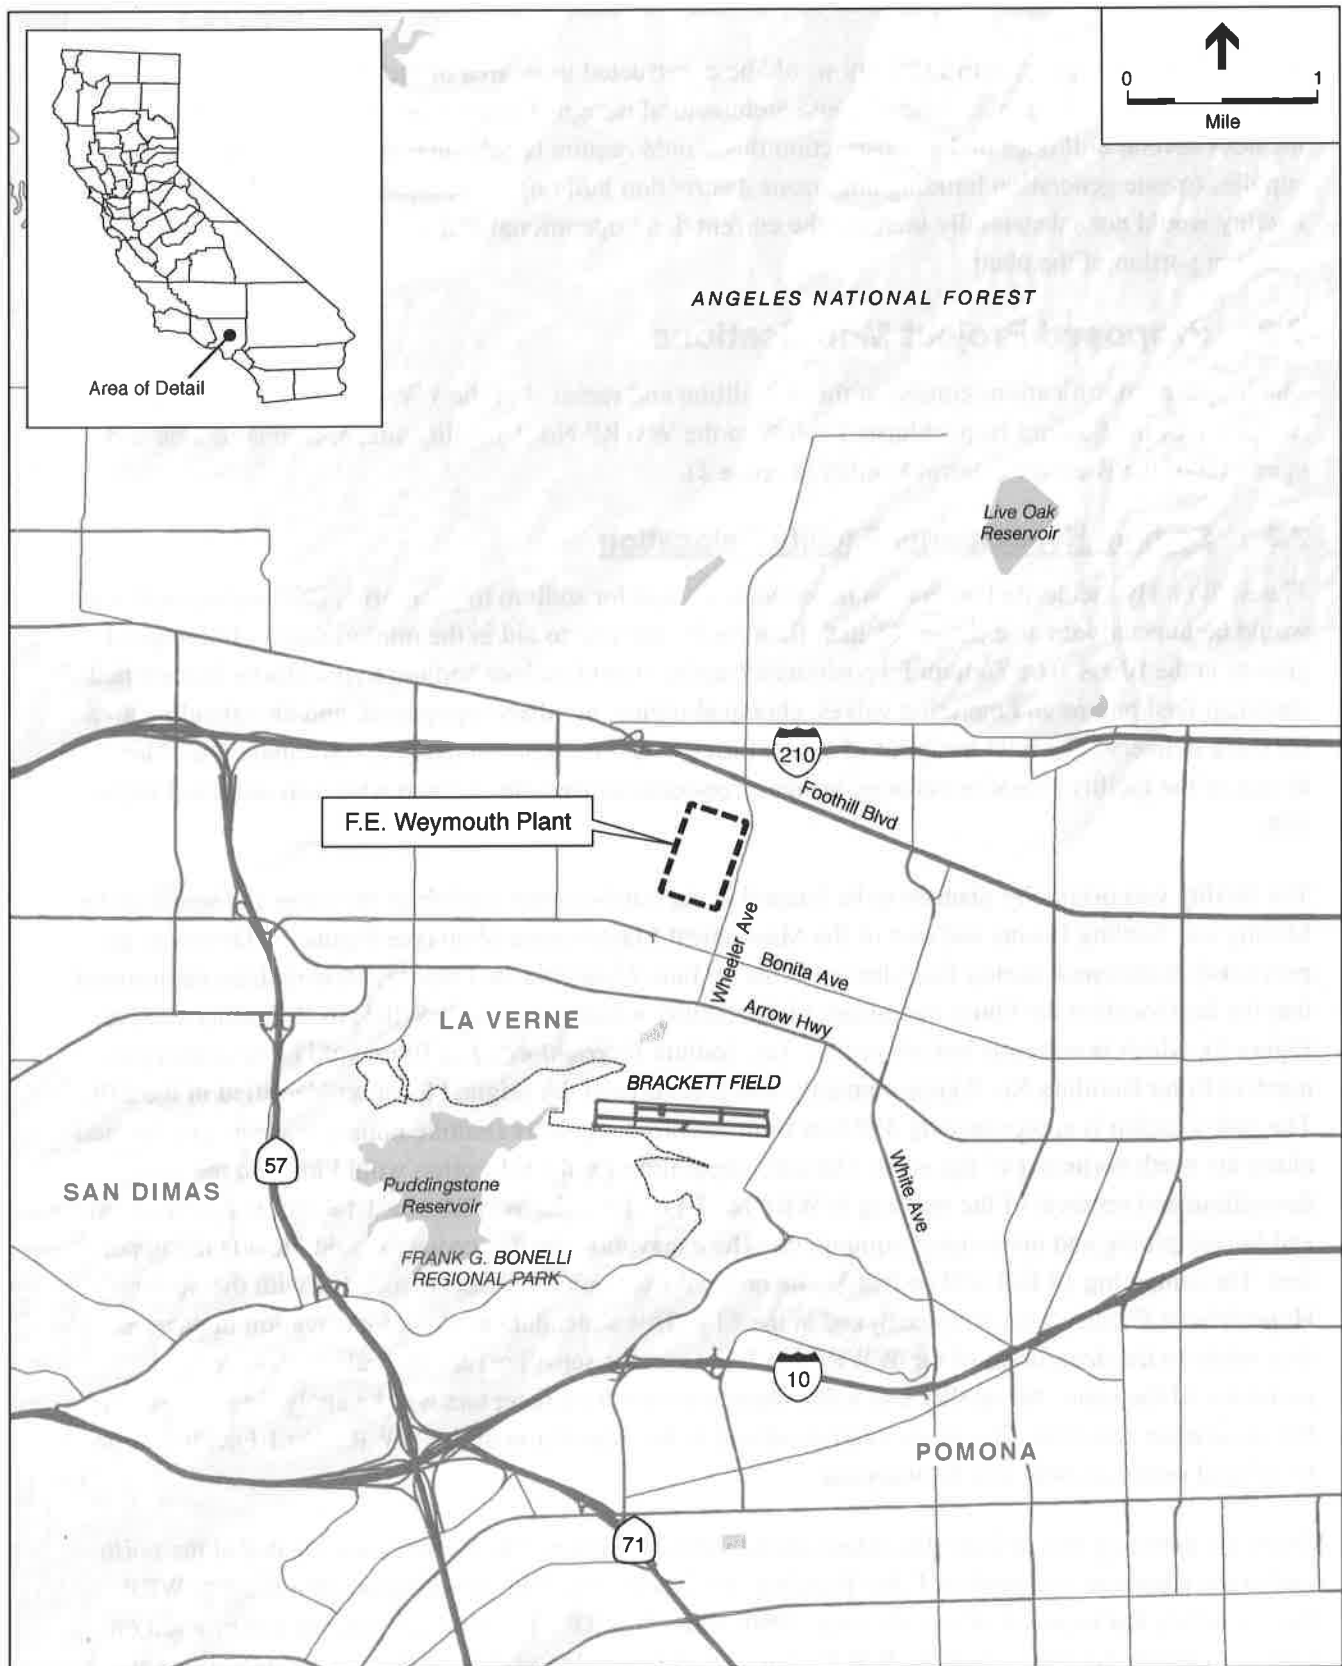 0 1
Mile
Area of Detail
ANGELES NATIONAL FOREST
Live Oak
Reservoir
210
Foothill Blvd
F.E. Weymouth Plant
Wheeler Ave
Bonita Ave
Arrow Hwy
LA VERNE
BRACKETT FIELD
57
SAN DIMAS
Puddingstone
Reservoir
White Ave
FRANK G. BONELLI
REGIONAL PARK
10
POMONA
71